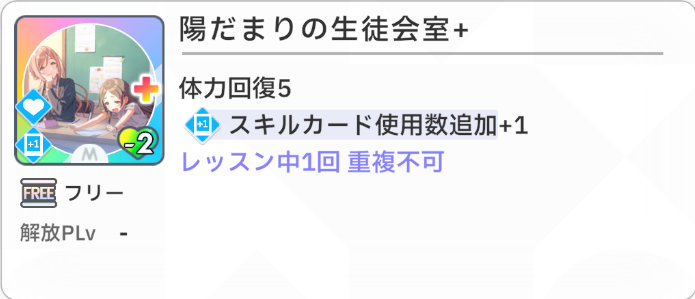 陽だまりの生徒会室+
体力回復5
+1 スキルカード使用数追加+1
レッスン中1回 重複不可
+1
-2
M
FREE フリー
解放PLv -